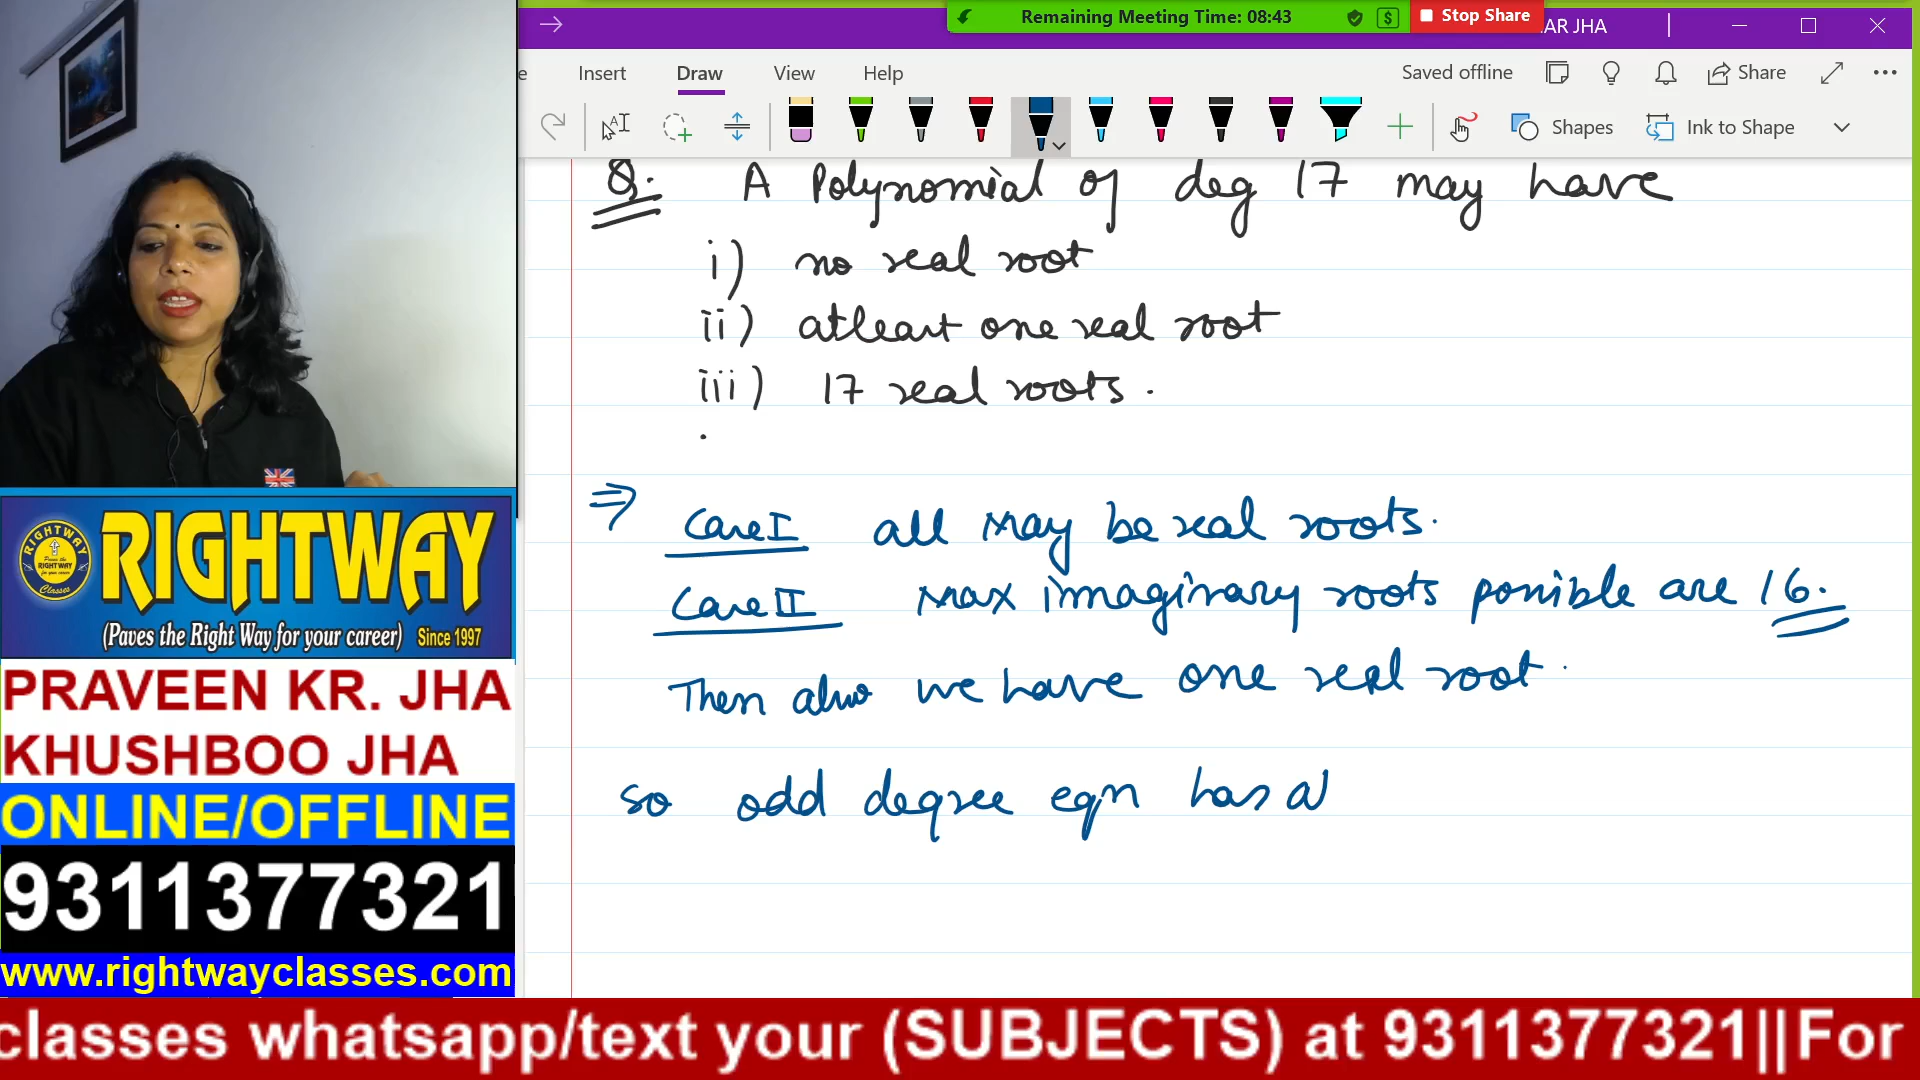 Remaining Meeting Time: 08:43
Stop Share
AR JHA
Insert Draw View Help
Saved offline
Share
Shapes
Ink to Shape
Q. A Polynomial of deg 17 may have
i) no real root
ii) atleast one real root
iii) 17 real roots.
⇒ Case I all may be real roots.
Case II Max imaginary roots possible are 16.
Then also we have one real root.
so odd degree eqn has a
RIGHTWAY
RIGHTWAY
Classes
(Paves the Right Way for your career) Since 1997
PRAVEEN KR. JHA
KHUSHBOO JHA
ONLINE/OFFLINE
9311377321
www.rightwayclasses.com
classes whatsapp/text your (SUBJECTS) at 9311377321||For